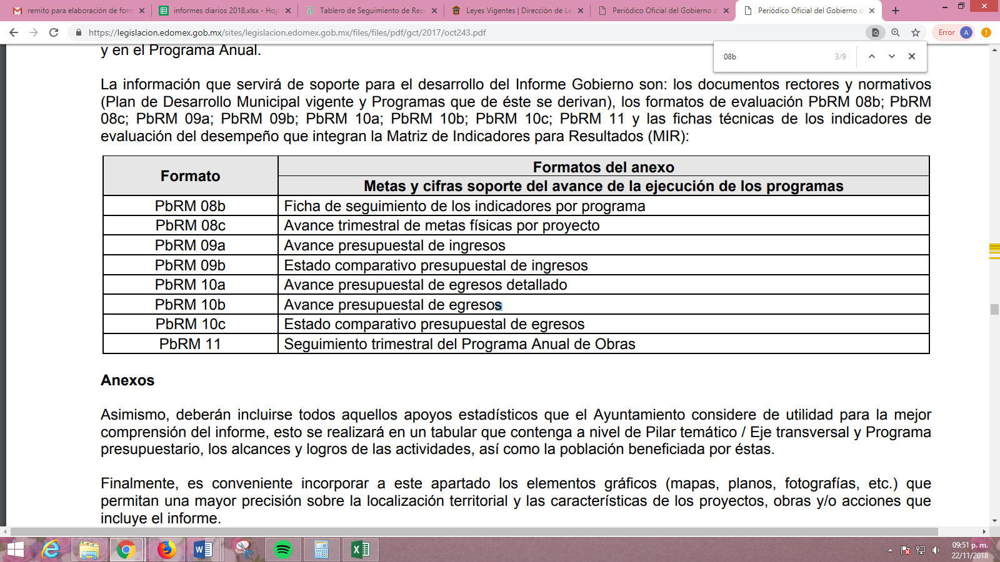 remito para elaboración de form
informes diarios 2018.xlsx - Hoja
Tablero de Seguimiento de Recu
Leyes Vigentes | Dirección de Le
Periódico Oficial del Gobierno d
Periódico Oficial del Gobierno d
https://legislacion.edomex.gob.mx/sites/legislacion.edomex.gob.mx/files/files/pdf/gct/2017/oct243.pdf
Error A
08b 3/9
y en el Programa Anual.
La información que servirá de soporte para el desarrollo del Informe Gobierno son: los documentos rectores y normativos
(Plan de Desarrollo Municipal vigente y Programas que de éste se derivan), los formatos de evaluación PbRM 08b; PbRM
08c; PbRM 09a; PbRM 09b; PbRM 10a; PbRM 10b; PbRM 10c; PbRM 11 y las fichas técnicas de los indicadores de
evaluación del desempeño que integran la Matriz de Indicadores para Resultados (MIR):
Formato
Formatos del anexo
Metas y cifras soporte del avance de la ejecución de los programas
PbRM 08b Ficha de seguimiento de los indicadores por programa
PbRM 08c Avance trimestral de metas físicas por proyecto
PbRM 09a Avance presupuestal de ingresos
PbRM 09b Estado comparativo presupuestal de ingresos
PbRM 10a Avance presupuestal de egresos detallado
PbRM 10b Avance presupuestal de egresos
PbRM 10c Estado comparativo presupuestal de egresos
PbRM 11 Seguimiento trimestral del Programa Anual de Obras
Anexos
Asimismo, deberán incluirse todos aquellos apoyos estadísticos que el Ayuntamiento considere de utilidad para la mejor
comprensión del informe, esto se realizará en un tabular que contenga a nivel de Pilar temático / Eje transversal y Programa
presupuestario, los alcances y logros de las actividades, así como la población beneficiada por éstas.
Finalmente, es conveniente incorporar a este apartado los elementos gráficos (mapas, planos, fotografías, etc.) que
permitan una mayor precisión sobre la localización territorial y las características de los proyectos, obras y/o acciones que
incluye el informe.
09:51 p. m.
22/11/2018